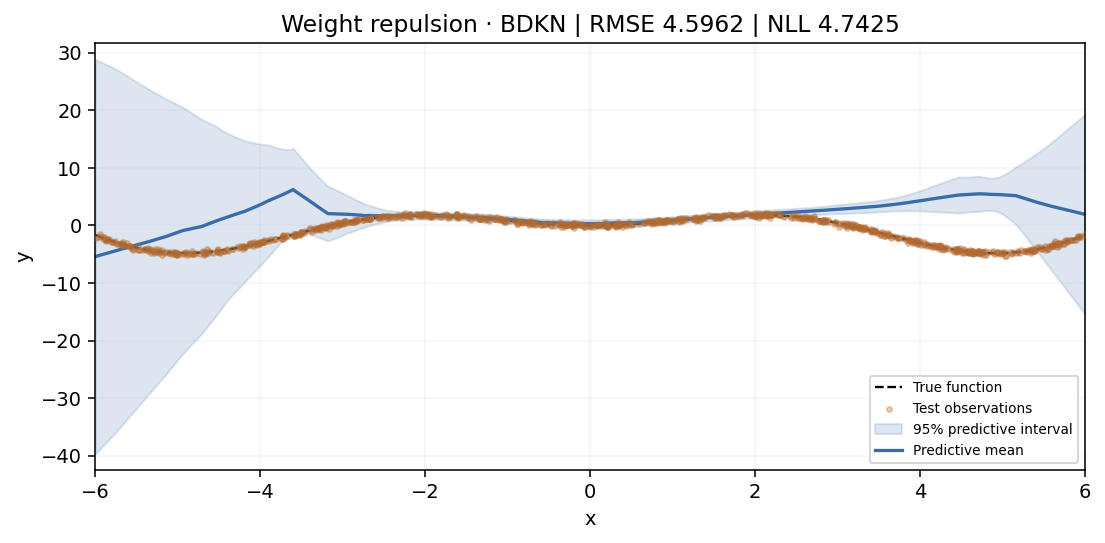 Weight repulsion · BDKN | RMSE 4.5962 | NLL 4.7425
30
20
10
0
−10
−20
−30
−40
y
−6
−4
−2
0
2
4
6
x
True function
Test observations
95% predictive interval
Predictive mean